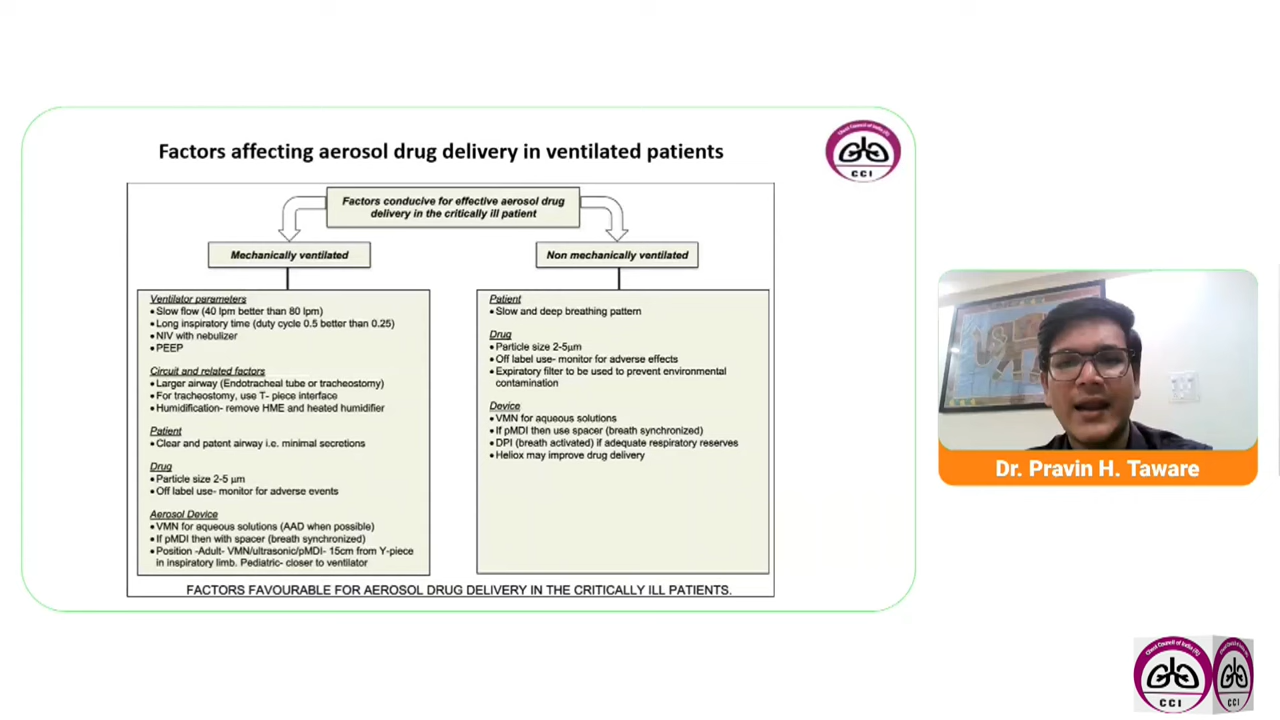 Factors affecting aerosol drug delivery in ventilated patients
Chest Council of India (R)
CCI
Factors conducive for effective aerosol drug
delivery in the critically ill patient
Mechanically ventilated
Ventilator parameters
• Slow flow (40 lpm better than 80 lpm)
• Long inspiratory time (duty cycle 0.5 better than 0.25)
• NIV with nebulizer
• PEEP
Circuit and related factors
• Larger airway (Endotracheal tube or tracheostomy)
• For tracheostomy, use T- piece interface
• Humidification- remove HME and heated humidifier
Patient
• Clear and patent airway i.e. minimal secretions
Drug
• Particle size 2-5 μm
• Off label use- monitor for adverse events
Aerosol Device
• VMN for aqueous solutions (AAD when possible)
• If pMDI then with spacer (breath synchronized)
• Position -Adult- VMN/ultrasonic/pMDI- 15cm from Y-piece
in inspiratory limb. Pediatric- closer to ventilator
Non mechanically ventilated
Patient
• Slow and deep breathing pattern
Drug
• Particle size 2-5μm
• Off label use- monitor for adverse effects
• Expiratory filter to be used to prevent environmental
contamination
Device
• VMN for aqueous solutions
• If pMDI then use spacer (breath synchronized)
• DPI (breath activated) if adequate respiratory reserves
• Heliox may improve drug delivery
FACTORS FAVOURABLE FOR AEROSOL DRUG DELIVERY IN THE CRITICALLY ILL PATIENTS.
Dr. Pravin H. Taware
Chest Council of India (R)
CCI
CCI